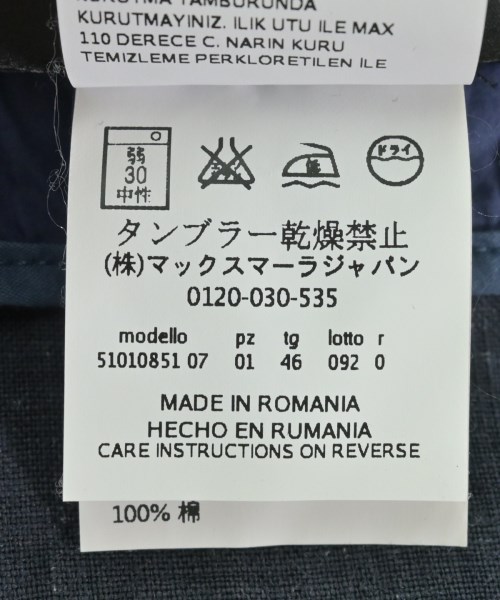 KURUTMA TAMBURUNDA
KURUTMAYINIZ. ILIK UTU ILE MAX
110 DERECE C. NARIN KURU
TEMIZLEME PERKLORETILEN ILE
弱
30
中性
低
ドライ
タンブラー乾燥禁止
(株)マックスマーラジャパン
0120-030-535
modello pz tg lotto r
51010851 07 01 46 092 0
MADE IN ROMANIA
HECHO EN RUMANIA
CARE INSTRUCTIONS ON REVERSE
100% 棉